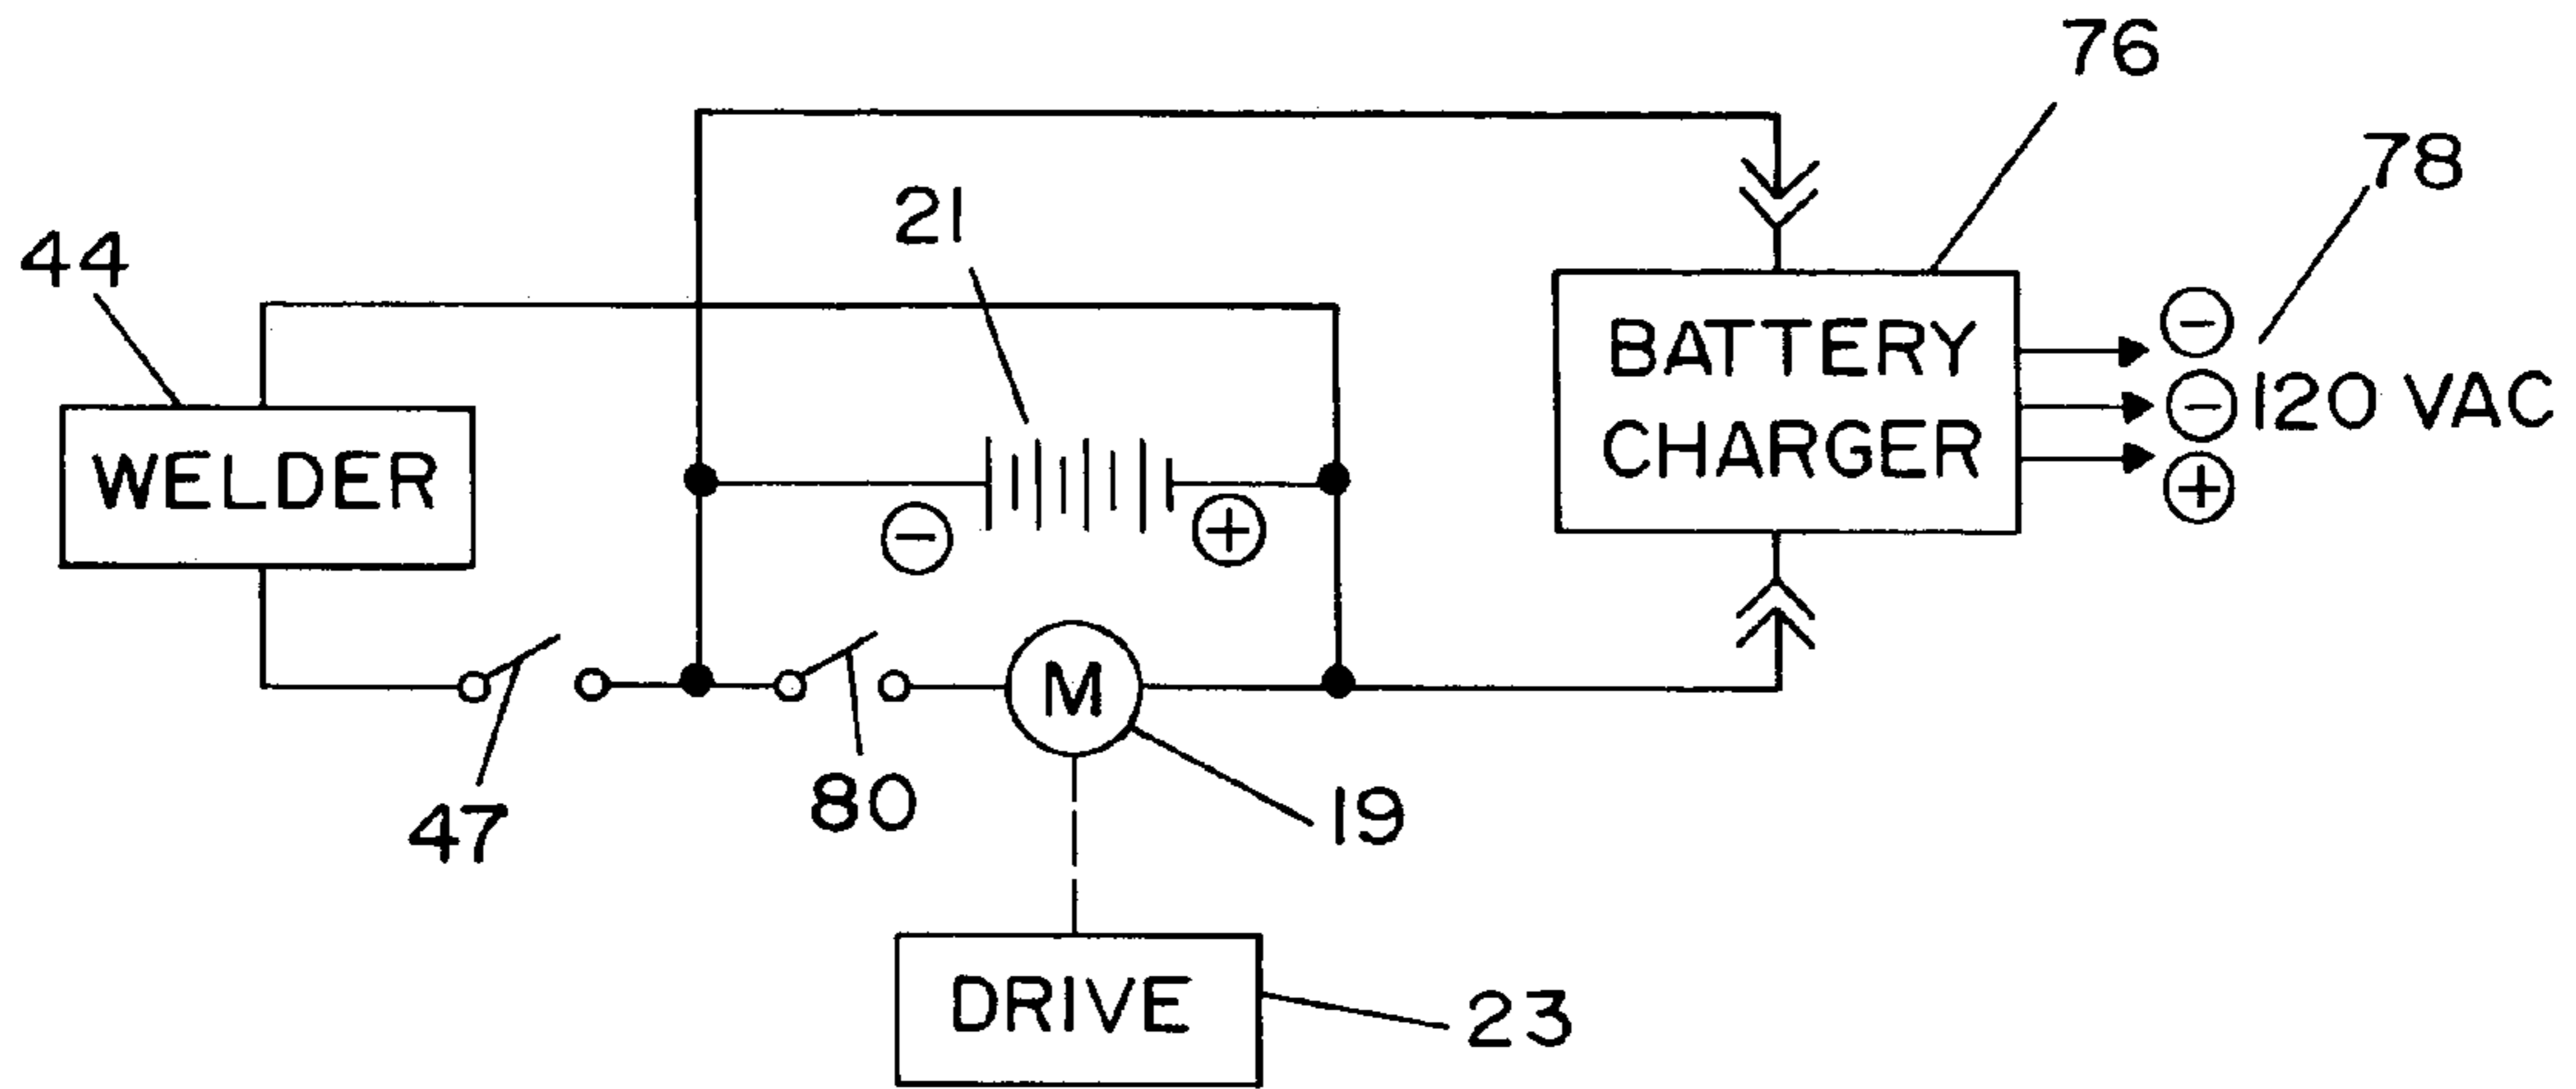 76
78
21
44
BATTERY
CHARGER
⊖
⊖ 120 VAC
⊕
WELDER
⊖
⊕
M
47
80
19
DRIVE
23